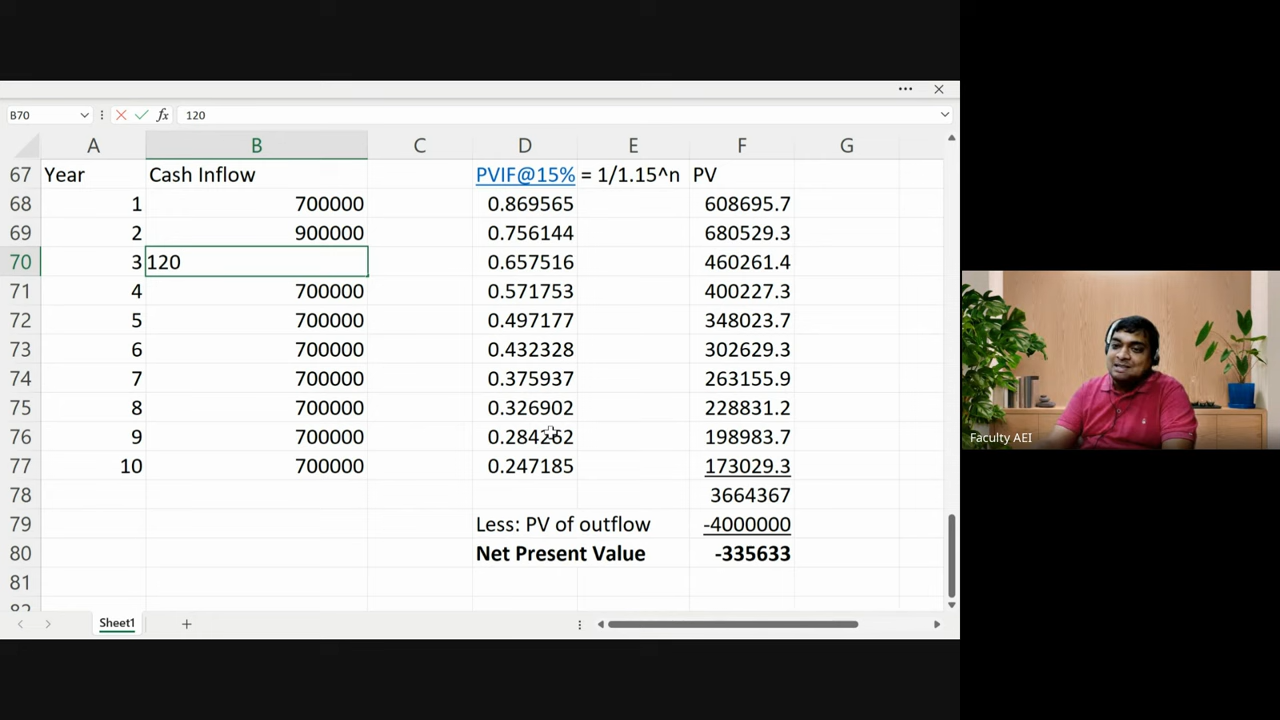 B70 fx 120
A B C D E F G
67 Year Cash Inflow PVIF@15% = 1/1.15^n PV
68 1 700000 0.869565 608695.7
69 2 900000 0.756144 680529.3
70 3 120 0.657516 460261.4
71 4 700000 0.571753 400227.3
72 5 700000 0.497177 348023.7
73 6 700000 0.432328 302629.3
74 7 700000 0.375937 263155.9
75 8 700000 0.326902 228831.2
76 9 700000 0.284262 198983.7
77 10 700000 0.247185 173029.3
78 3664367
79 Less: PV of outflow -4000000
80 Net Present Value -335633
81
82
Sheet1
Faculty AEI